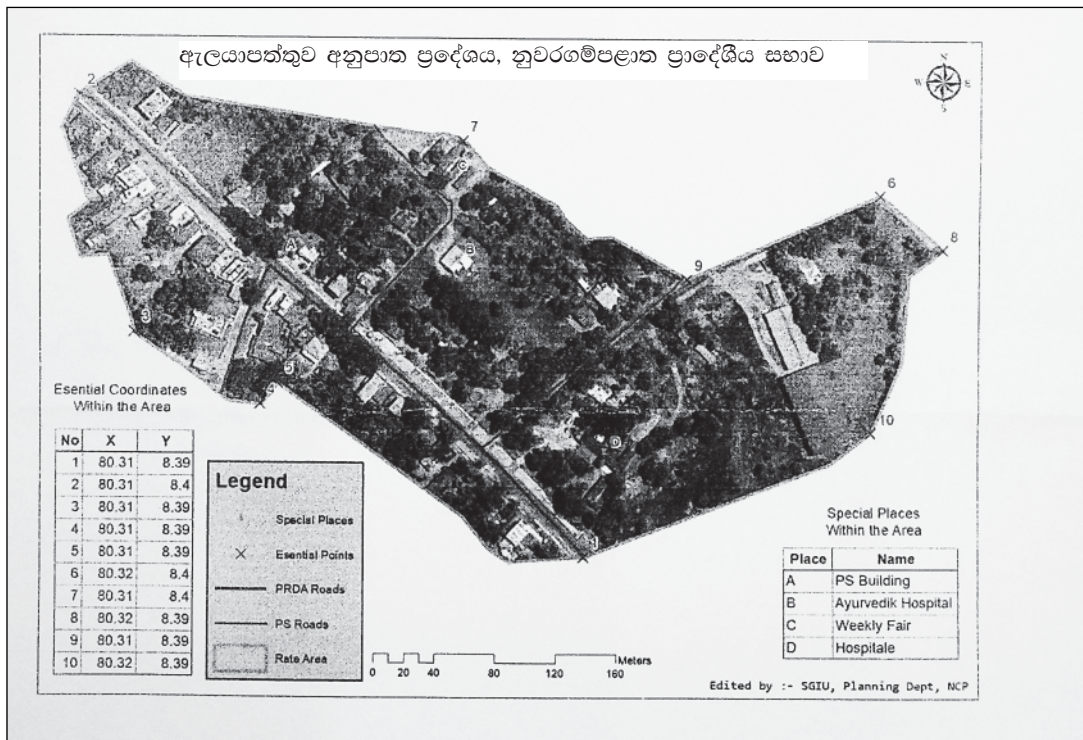 ඇලයාපත්තුව අනුපාත ප්‍රදේශය, නුවරගම්පළාත ප්‍රාදේශීය සභාව
N
W E
S
2
7
6
8
9
C
A
B
3
5
4
10
D
1
Esential Coordinates
Within the Area
No X Y
1 80.31 8.39
2 80.31 8.4
3 80.31 8.39
4 80.31 8.39
5 80.31 8.39
6 80.32 8.4
7 80.31 8.4
8 80.32 8.39
9 80.31 8.39
10 80.32 8.39
Legend
Special Places
Esential Points
PRDA Roads
PS Roads
Rate Area
0 20 40 80 120 160 Meters
Special Places
Within the Area
Place Name
A PS Building
B Ayurvedik Hospital
C Weekly Fair
D Hospitale
Edited by :- SGIU, Planning Dept, NCP